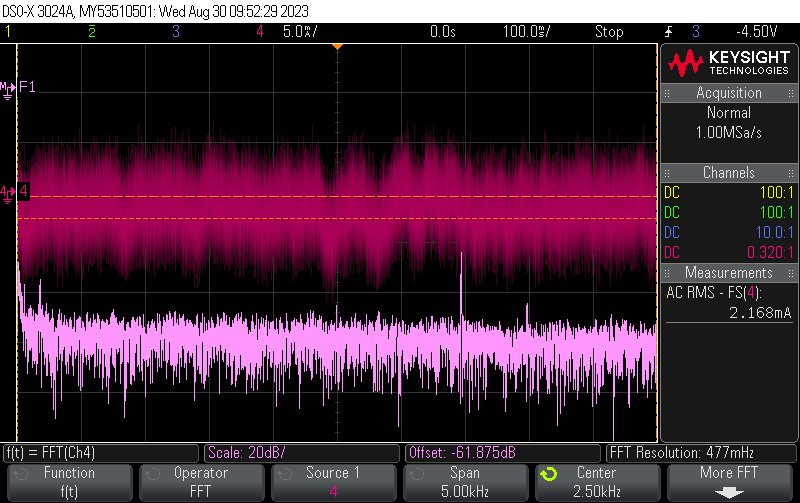 DSO-X 3024A, MY53510501: Wed Aug 30 09:52:29 2023
1 2 3 4 5.0%/ 0.0s 100.0%/ Stop 3 -4.50V
M F1
4 4
KEYSIGHT
TECHNOLOGIES
Acquisition
Normal
1.00MSa/s
Channels
DC 100:1
DC 100:1
DC 10.0:1
DC 0.320:1
Measurements
AC RMS - FS(4):
2.168mA
f(t) = FFT(Ch4) Scale: 20dB/ Offset: -61.875dB FFT Resolution: 477mHz
Function Operator Source 1 Span Center More FFT
f(t) FFT 4 5.00kHz 2.50kHz